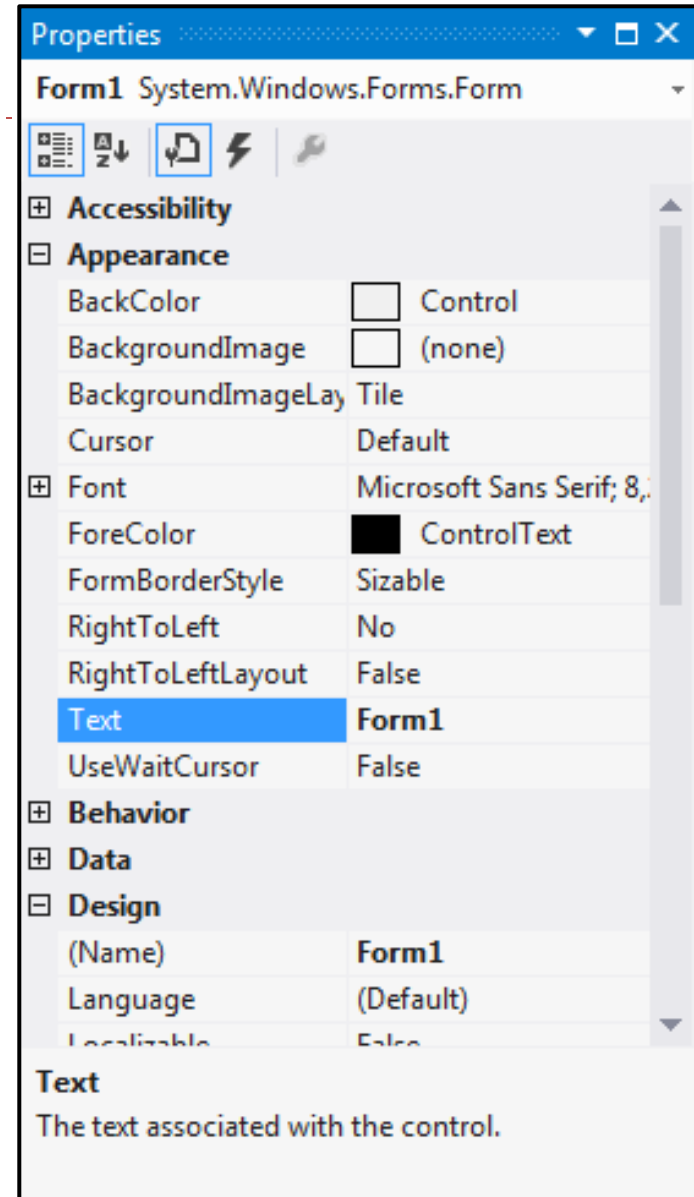 Properties
Form1 System.Windows.Forms.Form
Accessibility
Appearance
BackColor Control
BackgroundImage (none)
BackgroundImageLay Tile
Cursor Default
Font Microsoft Sans Serif; 8,
ForeColor ControlText
FormBorderStyle Sizable
RightToLeft No
RightToLeftLayout False
Text Form1
UseWaitCursor False
Behavior
Data
Design
(Name) Form1
Language (Default)
Localizable False
Text
The text associated with the control.